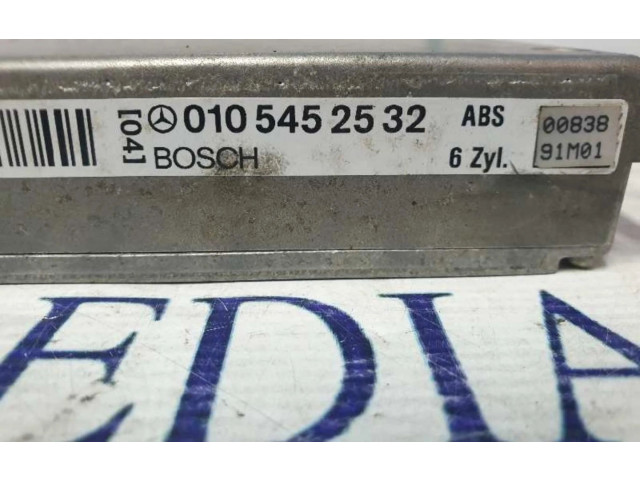 [04] 010 545 25 32 ABS 00838
BOSCH 6 Zyl. 91M01
EDIA